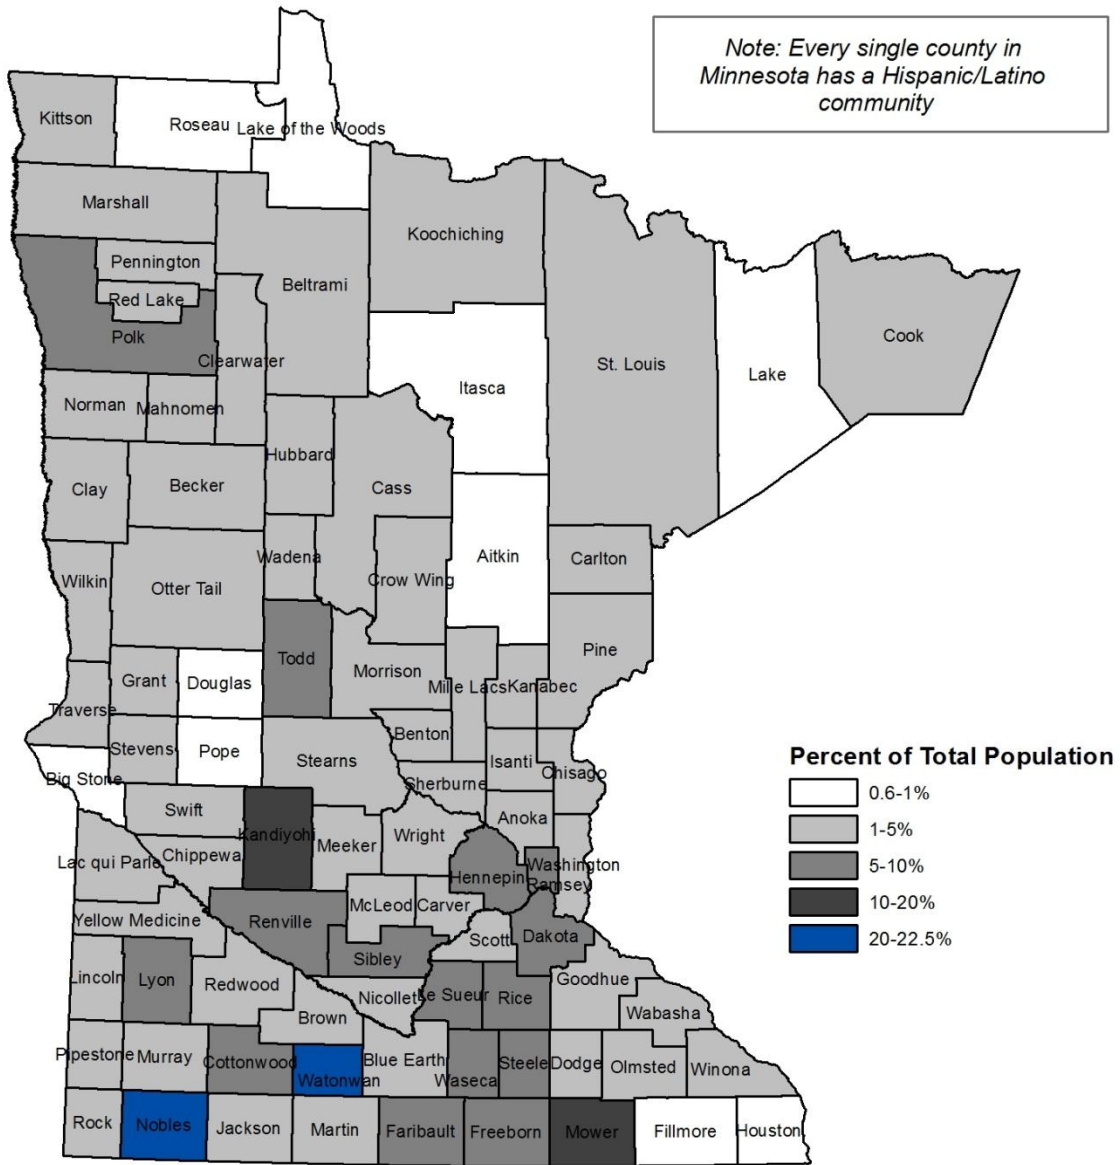 Note: Every single county in
Minnesota has a Hispanic/Latino
community
Kittson
Roseau
Lake of the Woods
Marshall
Koochiching
Pennington
Beltrami
Red Lake
Polk
Clearwater
St. Louis
Cook
Lake
Itasca
Norman
Mahnomen
Hubbard
Clay
Becker
Cass
Wadena
Aitkin
Carlton
Wilkin
Otter Tail
Crow Wing
Todd
Morrison
Pine
Grant
Douglas
Mille Lacs
Kanabec
Traverse
Stevens
Pope
Benton
Stearns
Isanti
Chisago
Big Stone
Sherburne
Swift
Anoka
Kandiyohi
Wright
Meeker
Chippewa
Lac qui Parle
Washington
Hennepin
Ramsey
McLeod
Carver
Yellow Medicine
Renville
Scott
Dakota
Sibley
Lincoln
Lyon
Redwood
Nicollet
Le Sueur
Rice
Goodhue
Wabasha
Brown
Pipestone
Murray
Cottonwood
Watonwan
Blue Earth
Waseca
Steele
Dodge
Olmsted
Winona
Rock
Nobles
Jackson
Martin
Faribault
Freeborn
Mower
Fillmore
Houston
Percent of Total Population
0.6-1%
1-5%
5-10%
10-20%
20-22.5%